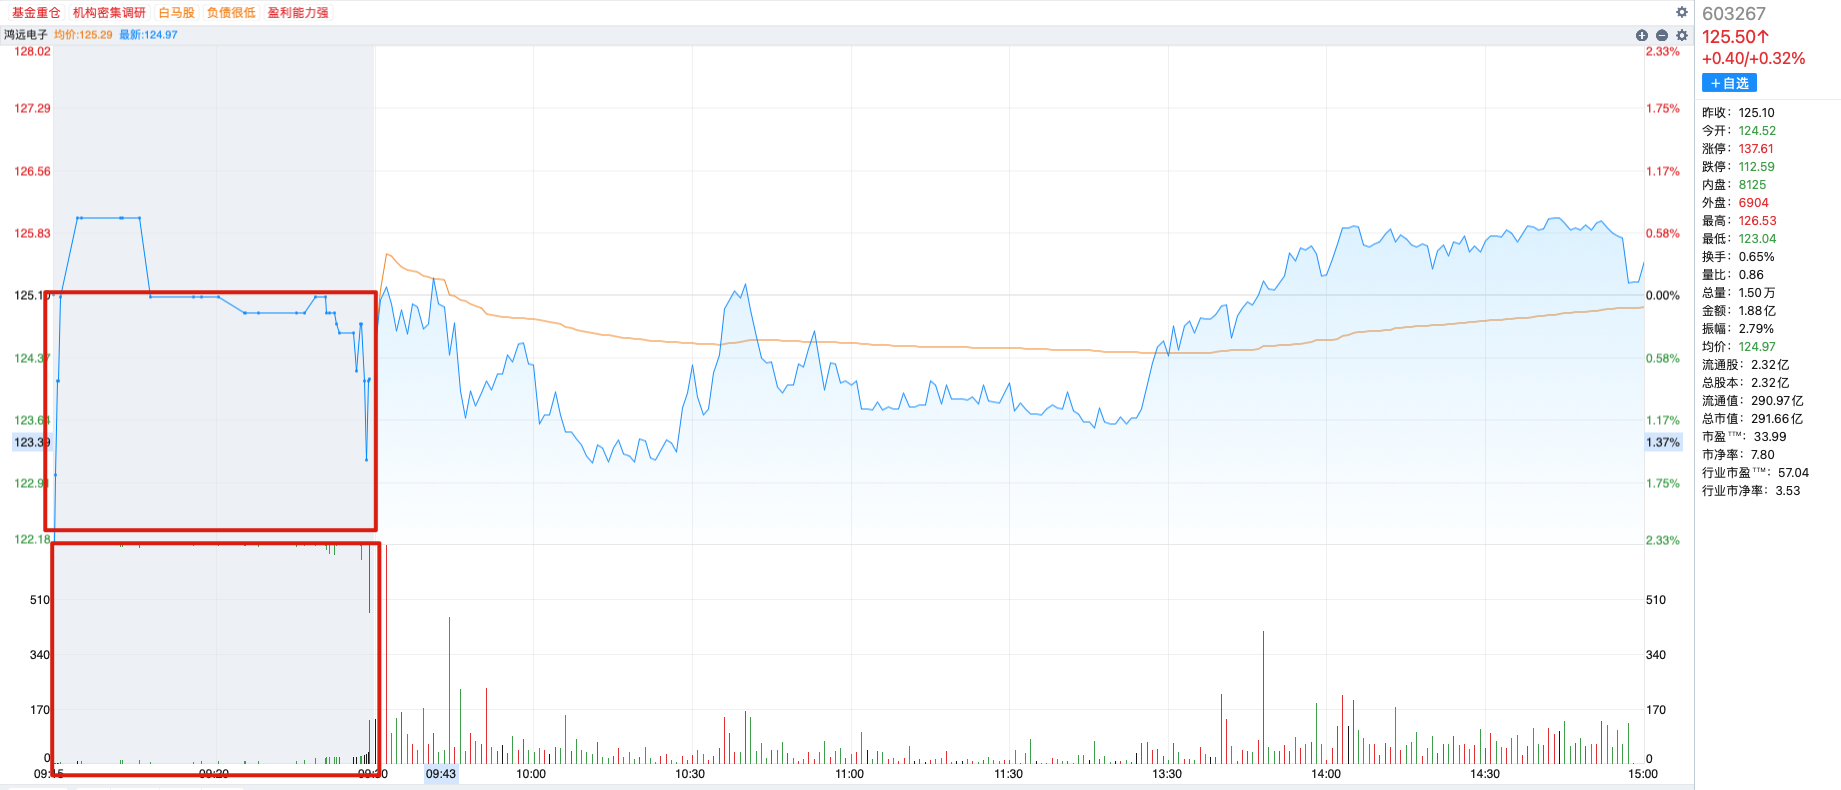 基金重仓 机构密集调研 白马股 负债很低 盈利能力强
鸿远电子 均价:125.29 最新:124.97
128.02
127.29
126.56
125.83
125.10
124.37
123.64
123.39
122.91
122.18
510
340
170
0
2.33%
1.75%
1.17%
0.58%
0.00%
0.58%
1.17%
1.37%
1.75%
2.33%
510
340
170
0
09:15 09:20 09:30 09:43 10:00 10:30 11:00 11:30 13:30 14:00 14:30 15:00
603267
125.50↑
+0.40/+0.32%
＋自选
昨收： 125.10
今开： 124.52
涨停： 137.61
跌停： 112.59
内盘： 8125
外盘： 6904
最高： 126.53
最低： 123.04
换手： 0.65%
量比： 0.86
总量： 1.50万
金额： 1.88亿
振幅： 2.79%
均价： 124.97
流通股： 2.32亿
总股本： 2.32亿
流通值： 290.97亿
总市值： 291.66亿
市盈TTM： 33.99
市净率： 7.80
行业市盈TTM： 57.04
行业市净率： 3.53